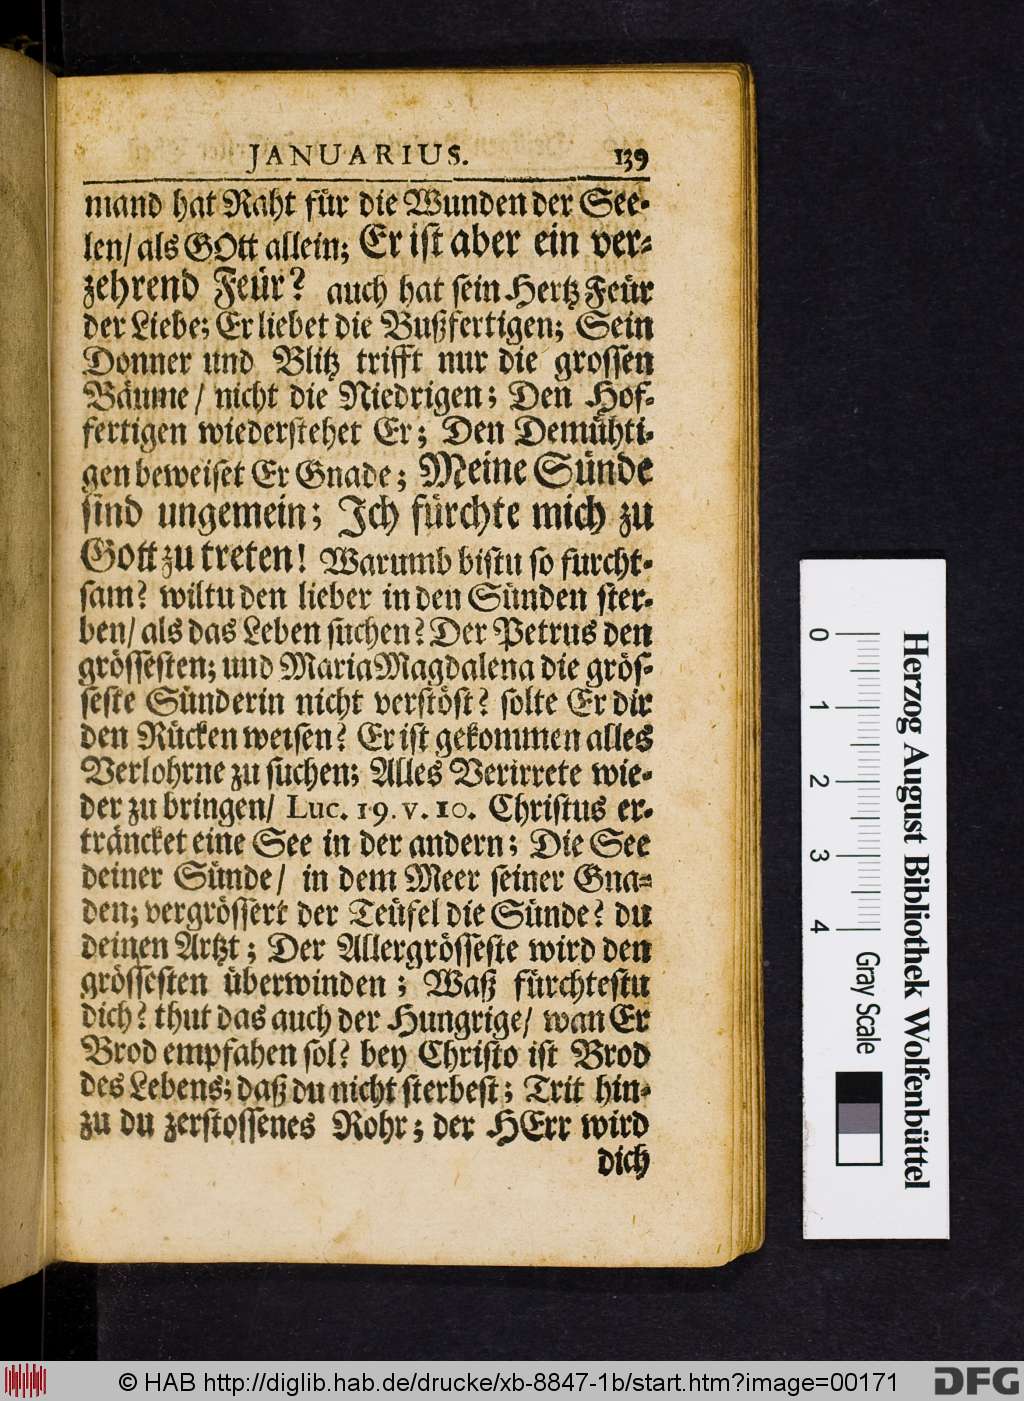 JANUARIUS. 139
mand hat Raht für die Wunden der See-
len/ als GOtt allein; Er ist aber ein ver-
zehrend Feür? auch hat sein Hertz Feür
der Liebe; Er liebet die Bußfertigen; Sein
Donner und Blitz trifft nur die grossen
Bäume/ nicht die Niedrigen; Den Hof-
fertigen wiederstehet Er; Den Demühti-
gen beweiset Er Gnade; Meine Sünde
sind ungemein; Jch fürchte mich zu
Gott zu treten! Warumb bistu so furcht-
sam? wiltu den lieber in den Sünden ster-
ben/ als das Leben suchen? Der Petrus den
grössesten; und Maria Magdalena die grös-
seste Sünderin nicht verstöst? solte Er dir
den Rücken weisen? Er ist gekommen alles
Verlohrne zu suchen; Alles Verirrete wie-
der zu bringen/ Luc. 19. v. 10. Christus er-
träncket eine See in der andern; Die See
deiner Sünde/ in dem Meer seiner Gna-
den; vergrössert der Teüfel die Sünde? du
deinen Artzt; Der Allergrösseste wird den
grössesten überwinden; Waß fürchtestu
dich? thut das auch der Hungrige/ wan Er
Brod empfahen sol? bey Christo ist Brod
des Lebens; daß du nicht sterbest; Trit hin-
zu du zerstossenes Rohr; der HErr wird
dich
0 1 2 3 4 Gray Scale
Herzog August Bibliothek Wolfenbüttel
© HAB http://diglib.hab.de/drucke/xb-8847-1b/start.htm?image=00171
DFG